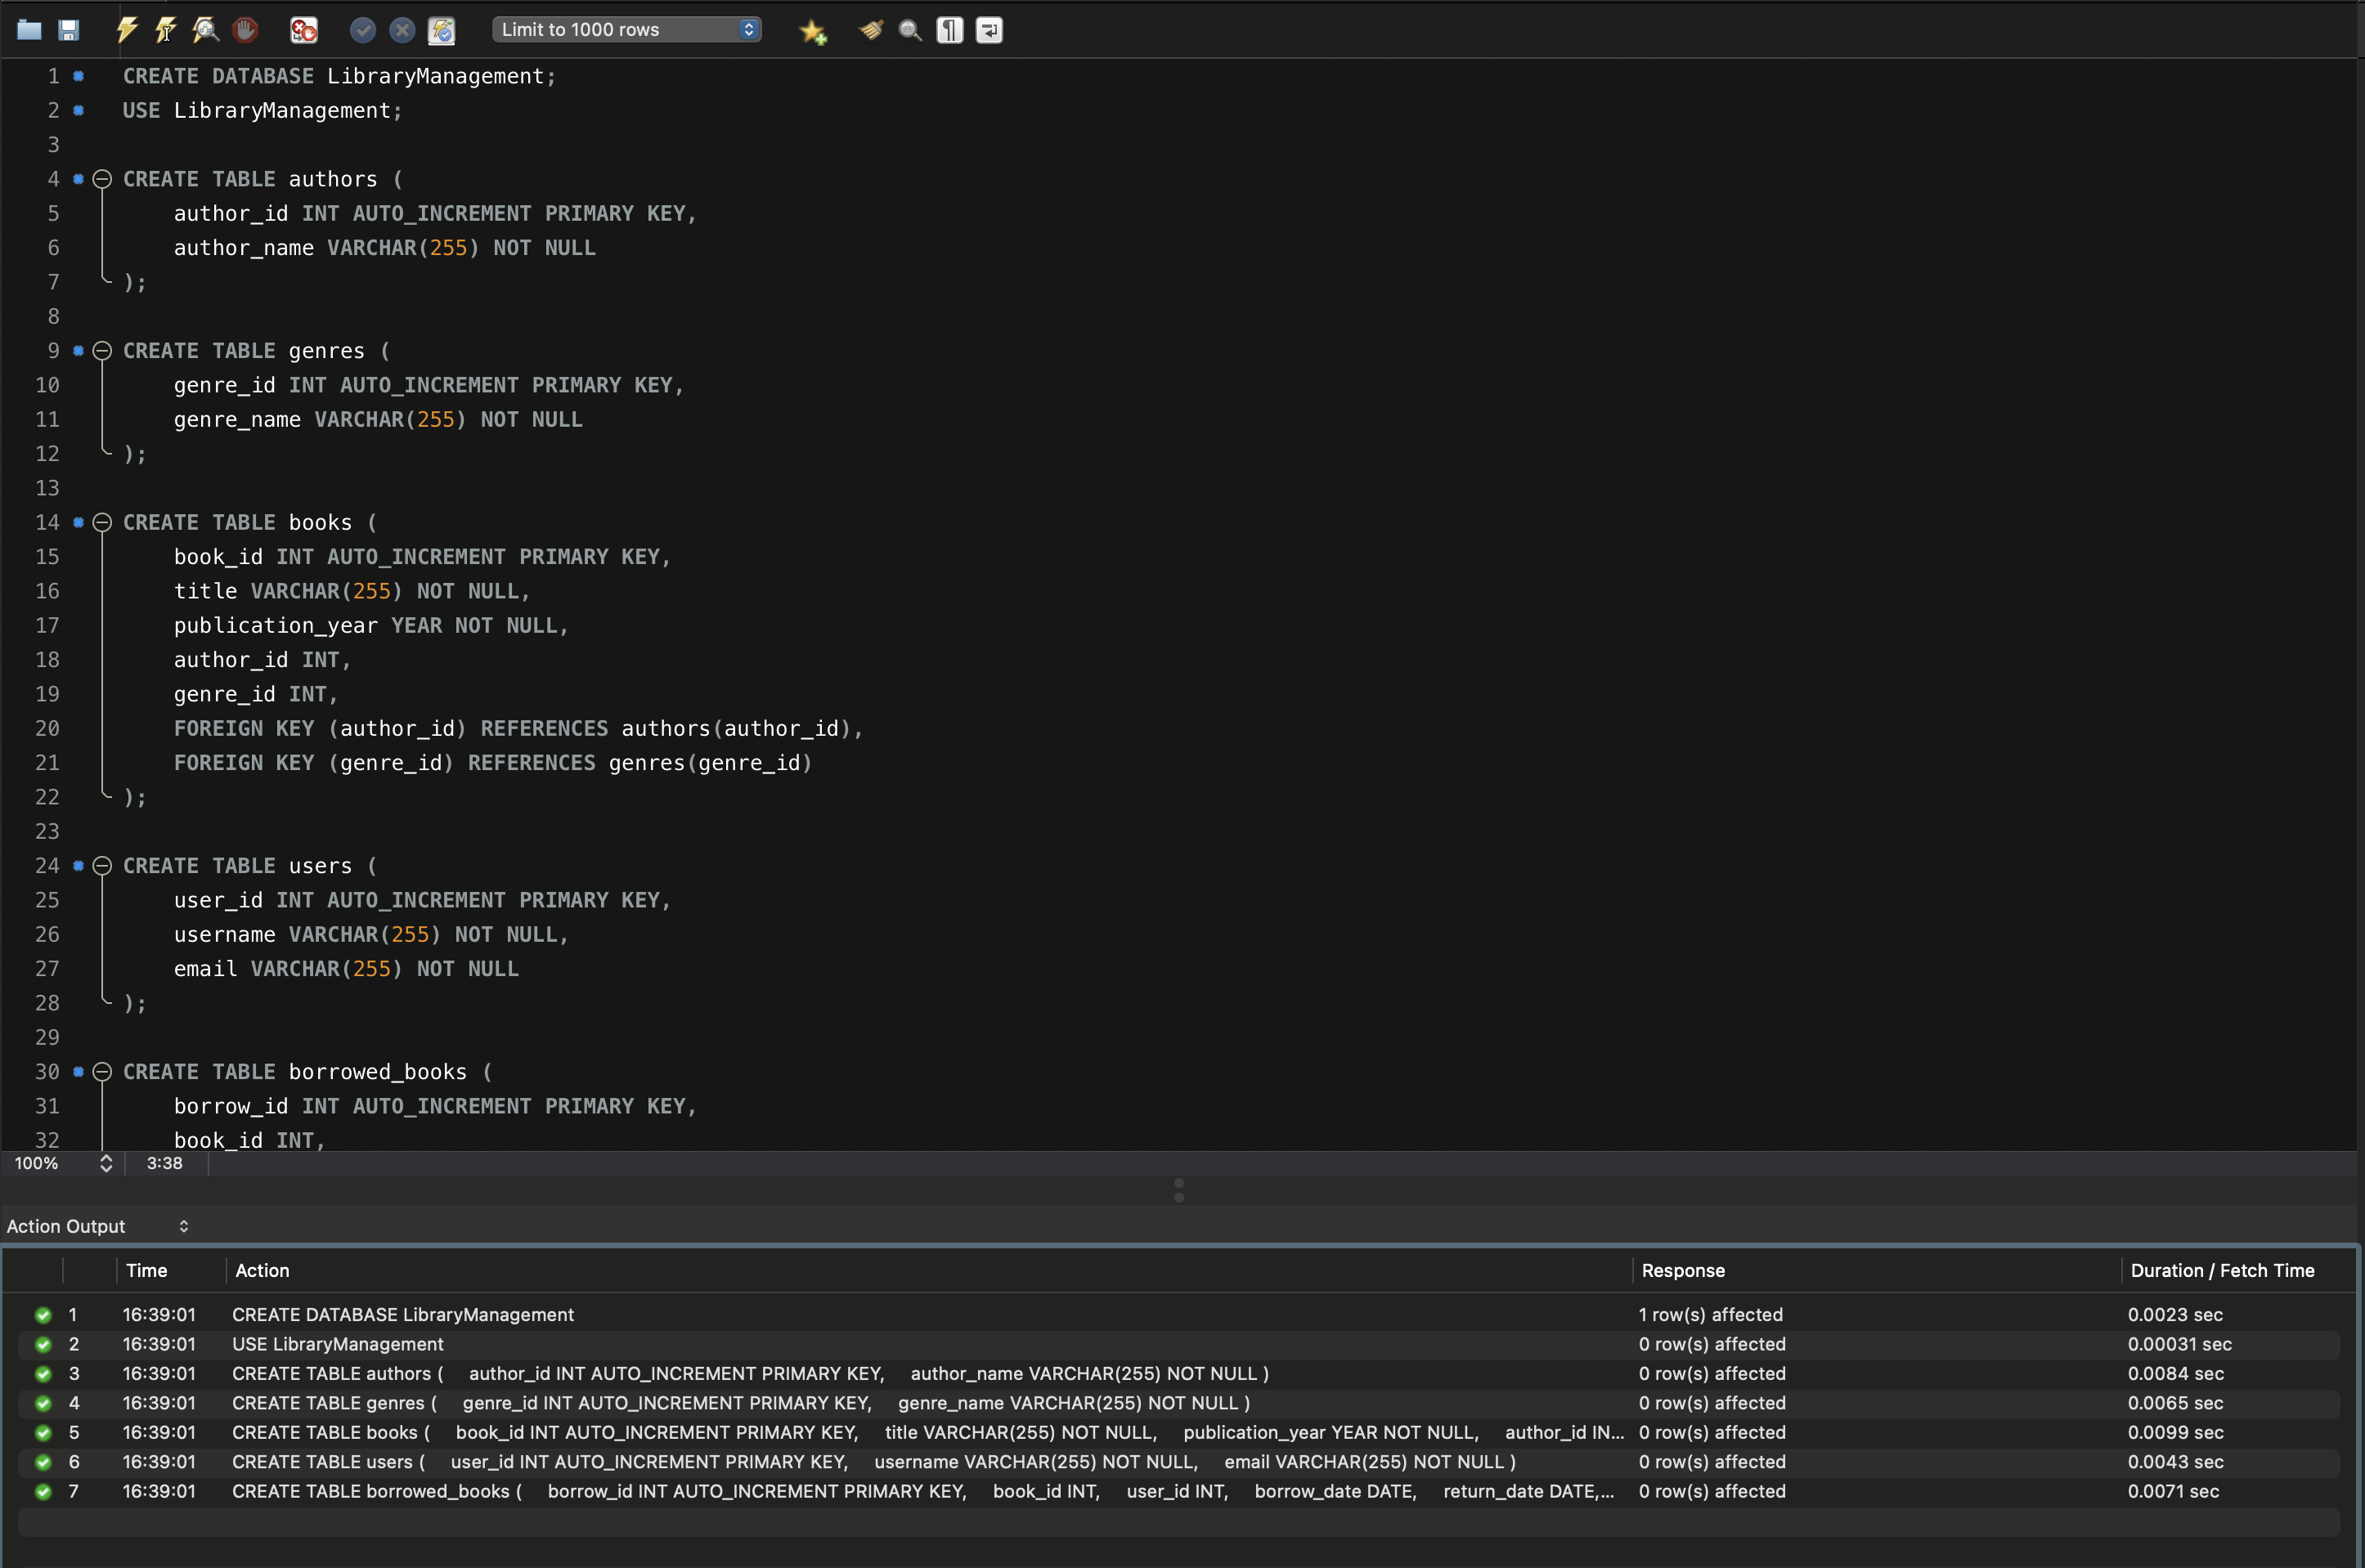 Limit to 1000 rows
1 CREATE DATABASE LibraryManagement;
2 USE LibraryManagement;
3
4 CREATE TABLE authors (
5 author_id INT AUTO_INCREMENT PRIMARY KEY,
6 author_name VARCHAR(255) NOT NULL
7 );
8
9 CREATE TABLE genres (
10 genre_id INT AUTO_INCREMENT PRIMARY KEY,
11 genre_name VARCHAR(255) NOT NULL
12 );
13
14 CREATE TABLE books (
15 book_id INT AUTO_INCREMENT PRIMARY KEY,
16 title VARCHAR(255) NOT NULL,
17 publication_year YEAR NOT NULL,
18 author_id INT,
19 genre_id INT,
20 FOREIGN KEY (author_id) REFERENCES authors(author_id),
21 FOREIGN KEY (genre_id) REFERENCES genres(genre_id)
22 );
23
24 CREATE TABLE users (
25 user_id INT AUTO_INCREMENT PRIMARY KEY,
26 username VARCHAR(255) NOT NULL,
27 email VARCHAR(255) NOT NULL
28 );
29
30 CREATE TABLE borrowed_books (
31 borrow_id INT AUTO_INCREMENT PRIMARY KEY,
32 book_id INT,
100% 3:38
Action Output
Time Action Response Duration / Fetch Time
1 16:39:01 CREATE DATABASE LibraryManagement 1 row(s) affected 0.0023 sec
2 16:39:01 USE LibraryManagement 0 row(s) affected 0.00031 sec
3 16:39:01 CREATE TABLE authors ( author_id INT AUTO_INCREMENT PRIMARY KEY, author_name VARCHAR(255) NOT NULL ) 0 row(s) affected 0.0084 sec
4 16:39:01 CREATE TABLE genres ( genre_id INT AUTO_INCREMENT PRIMARY KEY, genre_name VARCHAR(255) NOT NULL ) 0 row(s) affected 0.0065 sec
5 16:39:01 CREATE TABLE books ( book_id INT AUTO_INCREMENT PRIMARY KEY, title VARCHAR(255) NOT NULL, publication_year YEAR NOT NULL, author_id IN... 0 row(s) affected 0.0099 sec
6 16:39:01 CREATE TABLE users ( user_id INT AUTO_INCREMENT PRIMARY KEY, username VARCHAR(255) NOT NULL, email VARCHAR(255) NOT NULL ) 0 row(s) affected 0.0043 sec
7 16:39:01 CREATE TABLE borrowed_books ( borrow_id INT AUTO_INCREMENT PRIMARY KEY, book_id INT, user_id INT, borrow_date DATE, return_date DATE,... 0 row(s) affected 0.0071 sec